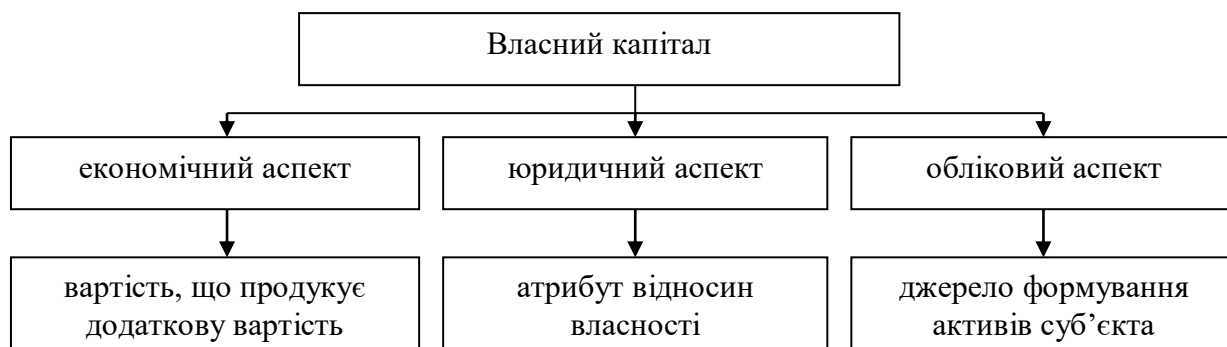 Власний капітал
економічний аспект
юридичний аспект
обліковий аспект
вартість, що продукує
додаткову вартість
атрибут відносин
власності
джерело формування
активів суб’єкта